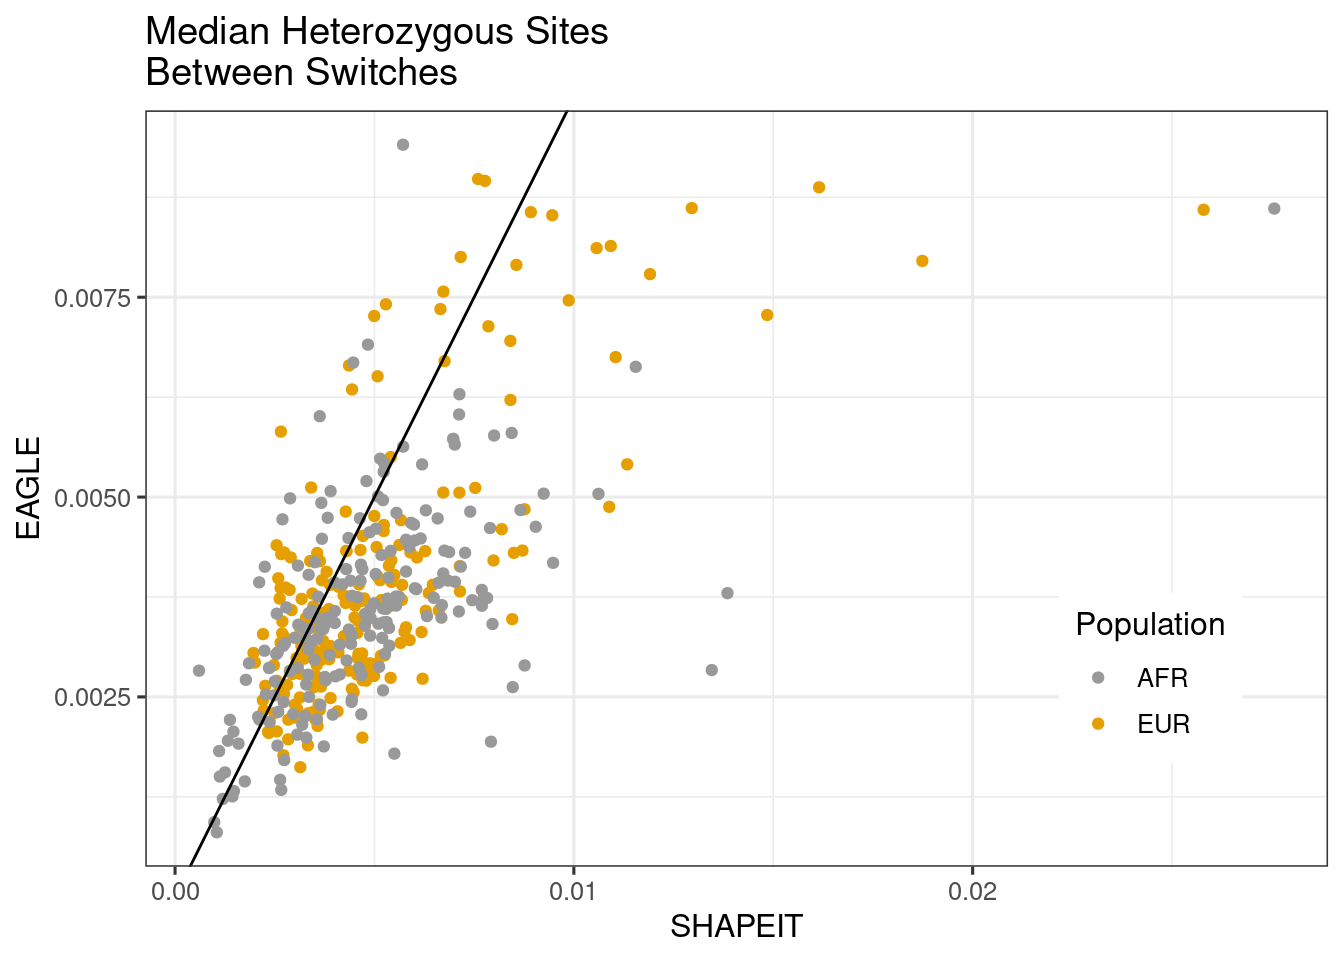 Median Heterozygous Sites
Between Switches
0.0075
0.0050
0.0025
EAGLE
0.00
0.01
0.02
SHAPEIT
Population
AFR
EUR